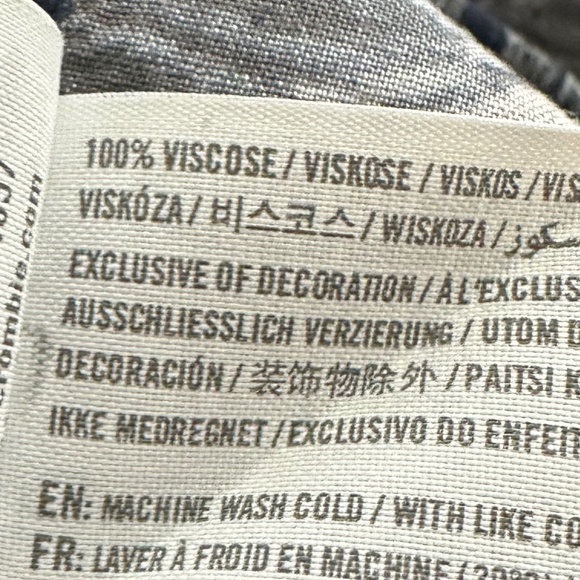 100% VISCOSE / VISKOSE / VISKOS / VIS
VISKÓZA / 비스코스 / WISKOZA / سكوز
EXCLUSIVE OF DECORATION / À L'EXCLUS
AUSSCHLIESSLICH VERZIERUNG / UTOM D
DECORACIÓN / 装饰物除外 / PAITSI K
IKKE MEDREGNET / EXCLUSIVO DO ENFEIT
EN: MACHINE WASH COLD / WITH LIKE CO
FR: LAVER À FROID EN MACHINE / 30°